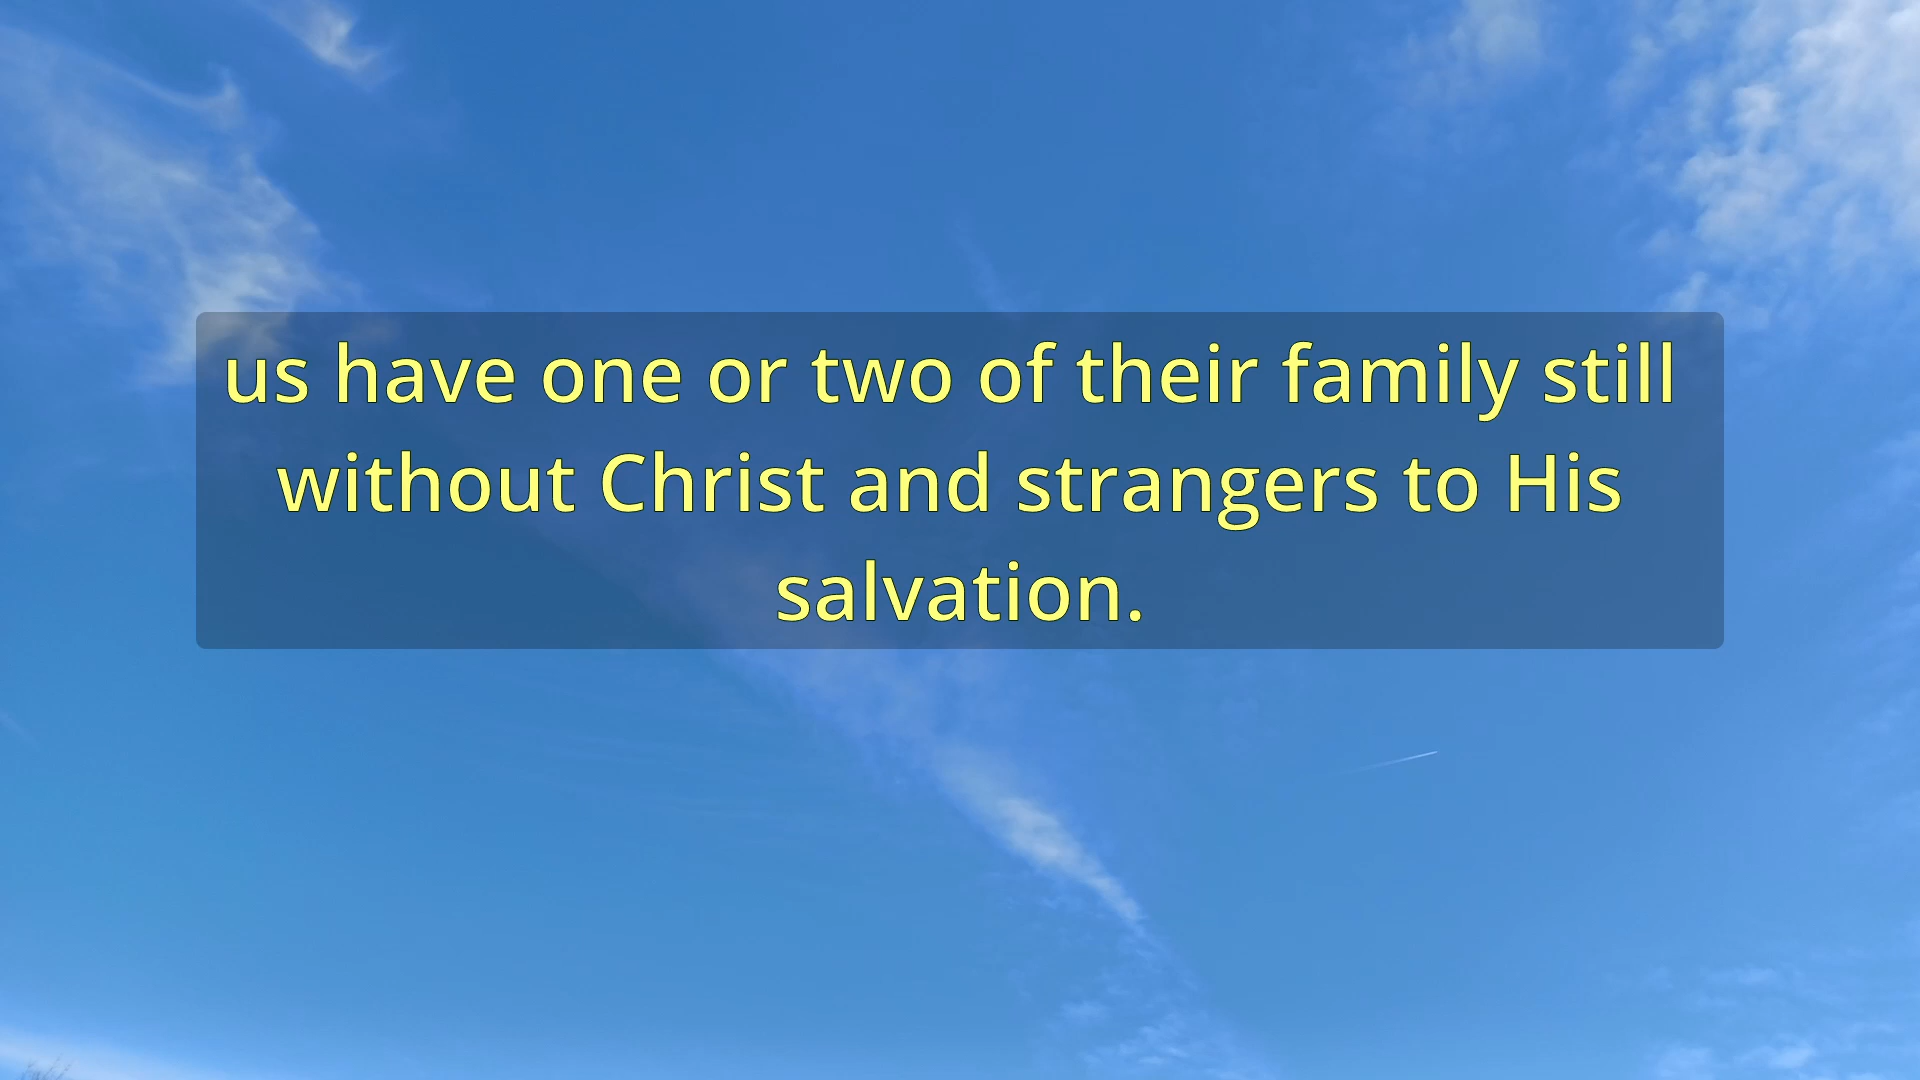 us have one or two of their family still
without Christ and strangers to His
salvation.